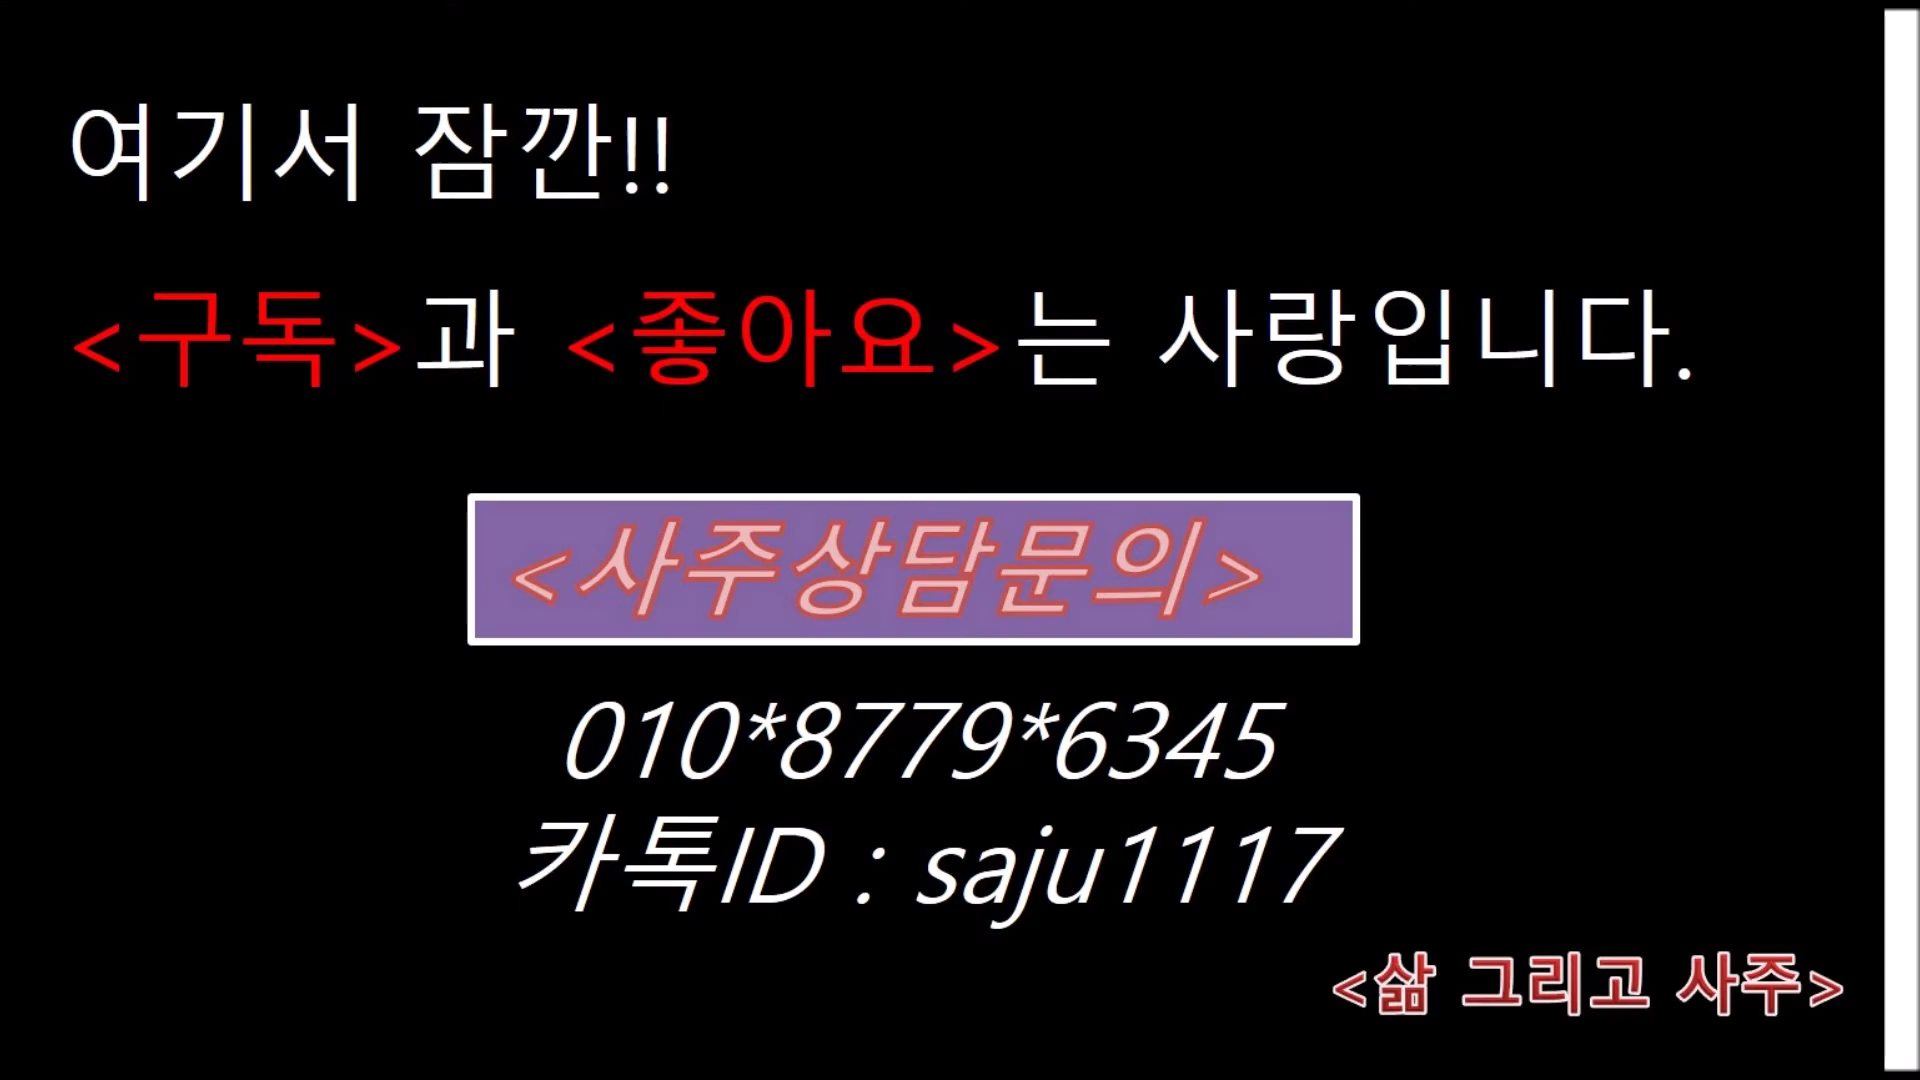 여기서 잠깐!!
<구독>과 <좋아요>는 사랑입니다.
<사주상담문의>
010*8779*6345
카톡ID : saju1117
<삶 그리고 사주>